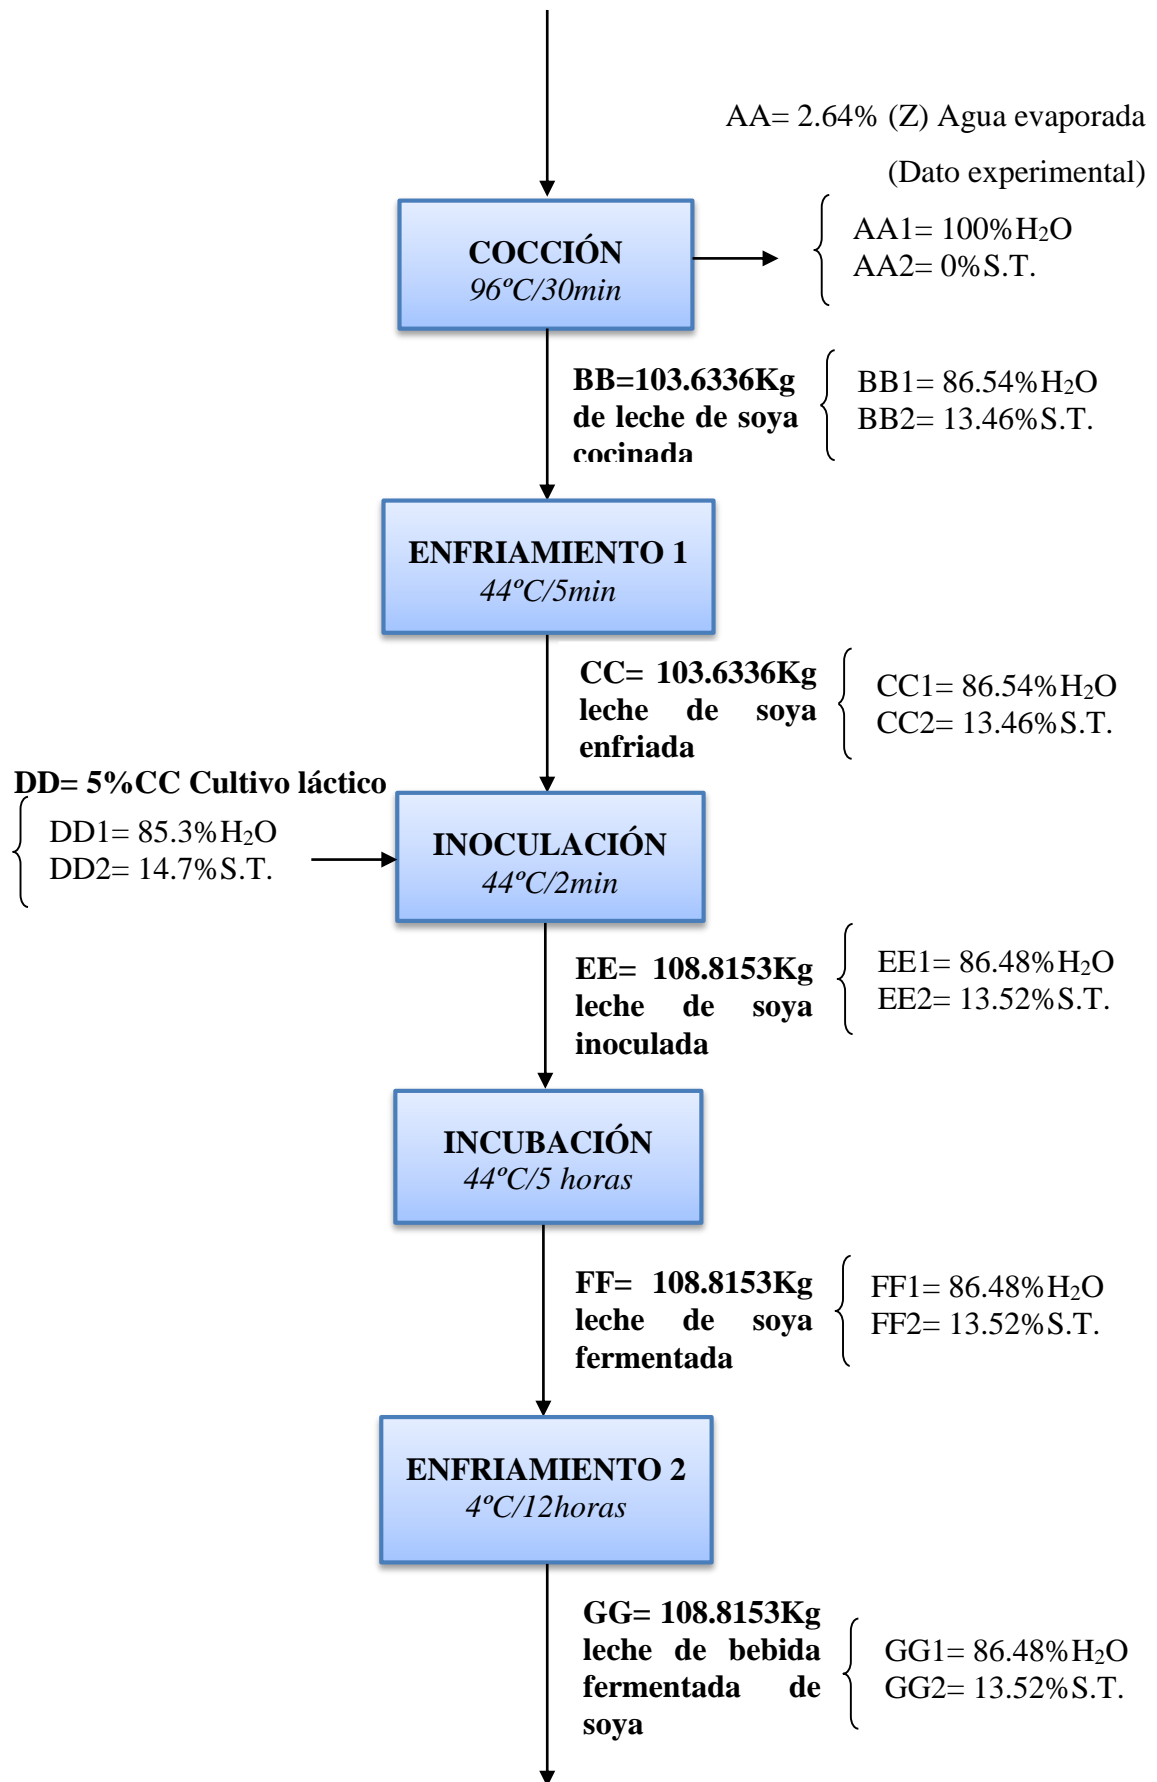 AA= 2.64% (Z) Agua evaporada
(Dato experimental)
AA1= 100%H₂O
AA2= 0%S.T.
COCCIÓN
96ºC/30min
BB=103.6336Kg
de leche de soya
cocinada
BB1= 86.54%H₂O
BB2= 13.46%S.T.
ENFRIAMIENTO 1
44ºC/5min
CC= 103.6336Kg
leche de soya
enfriada
CC1= 86.54%H₂O
CC2= 13.46%S.T.
DD= 5%CC Cultivo láctico
DD1= 85.3%H₂O
DD2= 14.7%S.T.
INOCULACIÓN
44ºC/2min
EE= 108.8153Kg
leche de soya
inoculada
EE1= 86.48%H₂O
EE2= 13.52%S.T.
INCUBACIÓN
44ºC/5 horas
FF= 108.8153Kg
leche de soya
fermentada
FF1= 86.48%H₂O
FF2= 13.52%S.T.
ENFRIAMIENTO 2
4ºC/12horas
GG= 108.8153Kg
leche de bebida
fermentada de
soya
GG1= 86.48%H₂O
GG2= 13.52%S.T.